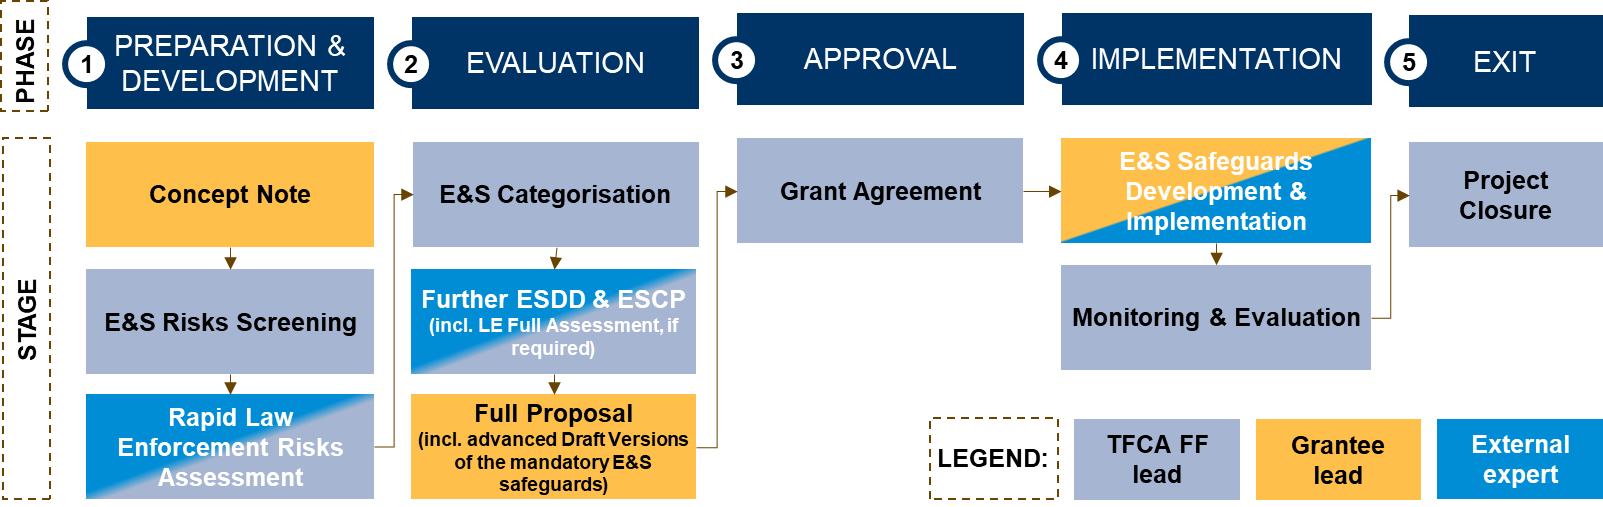 PHASE
1
PREPARATION &
DEVELOPMENT
2
EVALUATION
3
APPROVAL
4
IMPLEMENTATION
5
EXIT
STAGE
Concept Note
E&S Risks Screening
Rapid Law
Enforcement Risks
Assessment
E&S Categorisation
Further ESDD & ESCP
(incl. LE Full Assessment, if
required)
Full Proposal
(incl. advanced Draft Versions
of the mandatory E&S
safeguards)
Grant Agreement
E&S Safeguards
Development &
Implementation
Monitoring & Evaluation
Project
Closure
LEGEND:
TFCA FF
lead
Grantee
lead
External
expert